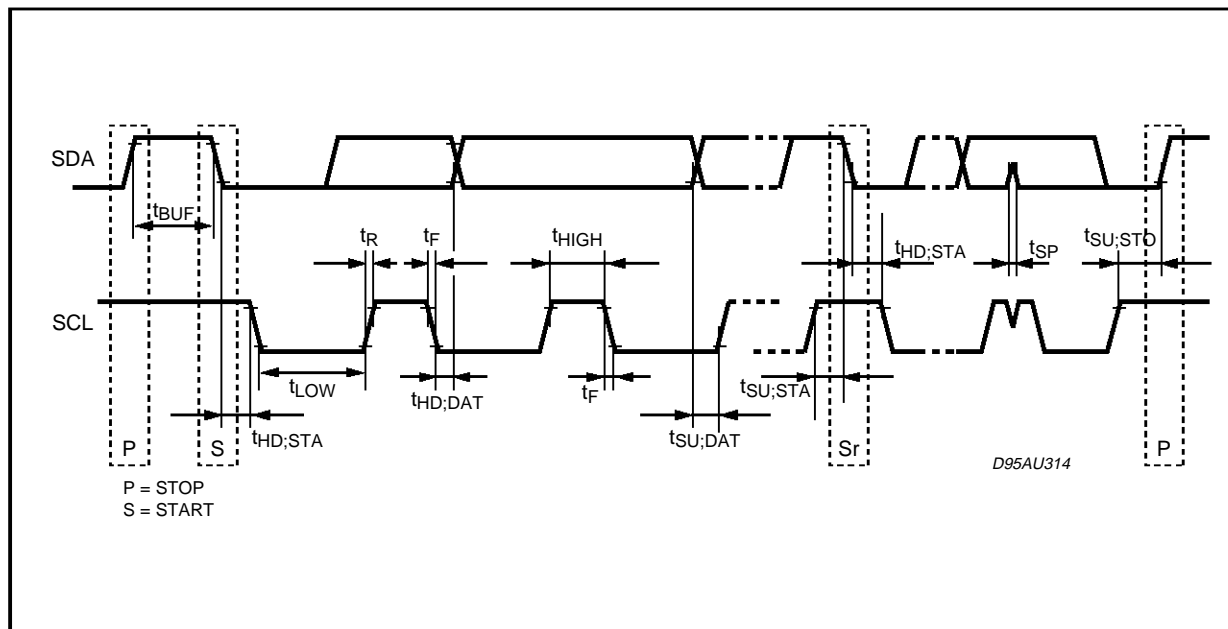 SDA
tBUF
tR
tF
tHIGH
tHD;STA
tSP
tSU;STO
SCL
tLOW
tHD;DAT
tF
tSU;STA
tHD;STA
tSU;DAT
P
S
Sr
D95AU314
P
P = STOP
S = START